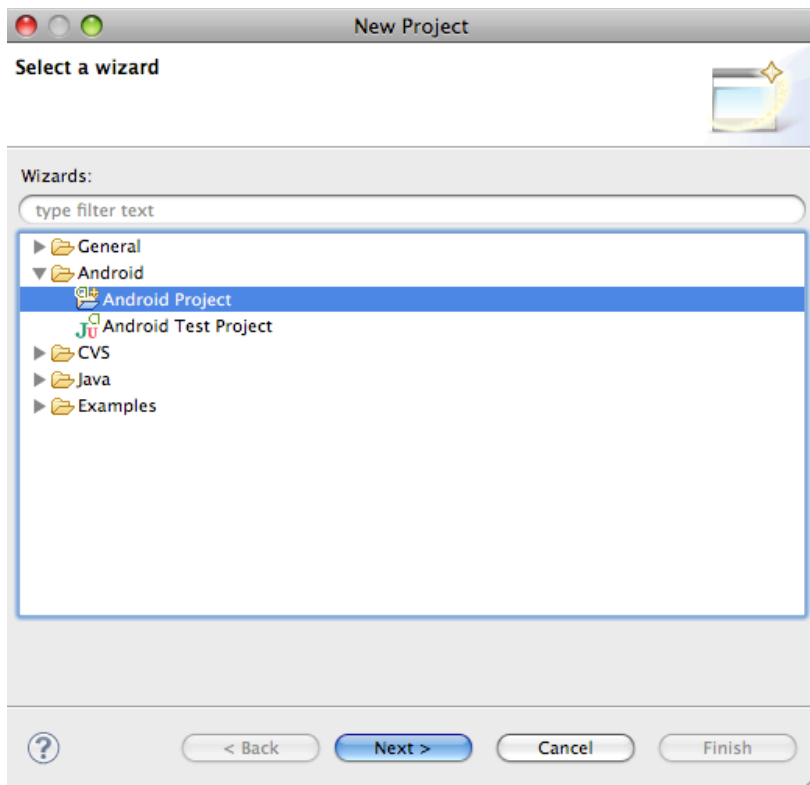 New Project
Select a wizard
Wizards:
type filter text
General
Android
Android Project
Android Test Project
CVS
Java
Examples
? < Back Next > Cancel Finish